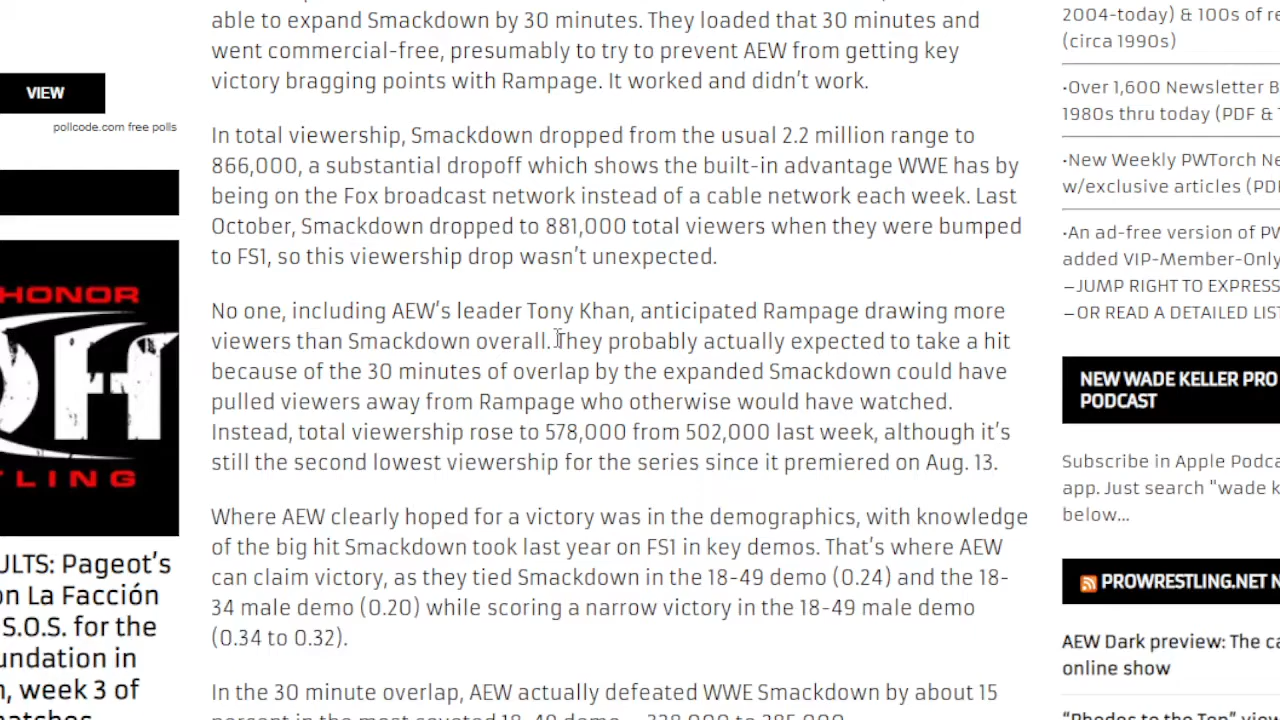 able to expand Smackdown by 30 minutes. They loaded that 30 minutes and
went commercial-free, presumably to try to prevent AEW from getting key
victory bragging points with Rampage. It worked and didn't work.
In total viewership, Smackdown dropped from the usual 2.2 million range to
866,000, a substantial dropoff which shows the built-in advantage WWE has by
being on the Fox broadcast network instead of a cable network each week. Last
October, Smackdown dropped to 881,000 total viewers when they were bumped
to FS1, so this viewership drop wasn't unexpected.
No one, including AEW's leader Tony Khan, anticipated Rampage drawing more
viewers than Smackdown overall. They probably actually expected to take a hit
because of the 30 minutes of overlap by the expanded Smackdown could have
pulled viewers away from Rampage who otherwise would have watched.
Instead, total viewership rose to 578,000 from 502,000 last week, although it's
still the second lowest viewership for the series since it premiered on Aug. 13.
Where AEW clearly hoped for a victory was in the demographics, with knowledge
of the big hit Smackdown took last year on FS1 in key demos. That's where AEW
can claim victory, as they tied Smackdown in the 18-49 demo (0.24) and the 18-
34 male demo (0.20) while scoring a narrow victory in the 18-49 male demo
(0.34 to 0.32).
In the 30 minute overlap, AEW actually defeated WWE Smackdown by about 15
VIEW
pollcode.com free polls
HONOR
TLING
ULTS: Pageot's
on La Facción
S.O.S. for the
undation in
, week 3 of
2004-today) & 100s of re
(circa 1990s)
•Over 1,600 Newsletter B
1980s thru today (PDF &
•New Weekly PWTorch Ne
w/exclusive articles (PDF
•An ad-free version of PW
added VIP-Member-Only
–JUMP RIGHT TO EXPRESS
–OR READ A DETAILED LIST
NEW WADE KELLER PRO
PODCAST
Subscribe in Apple Podca
app. Just search "wade k
below...
PROWRESTLING.NET N
AEW Dark preview: The ca
online show